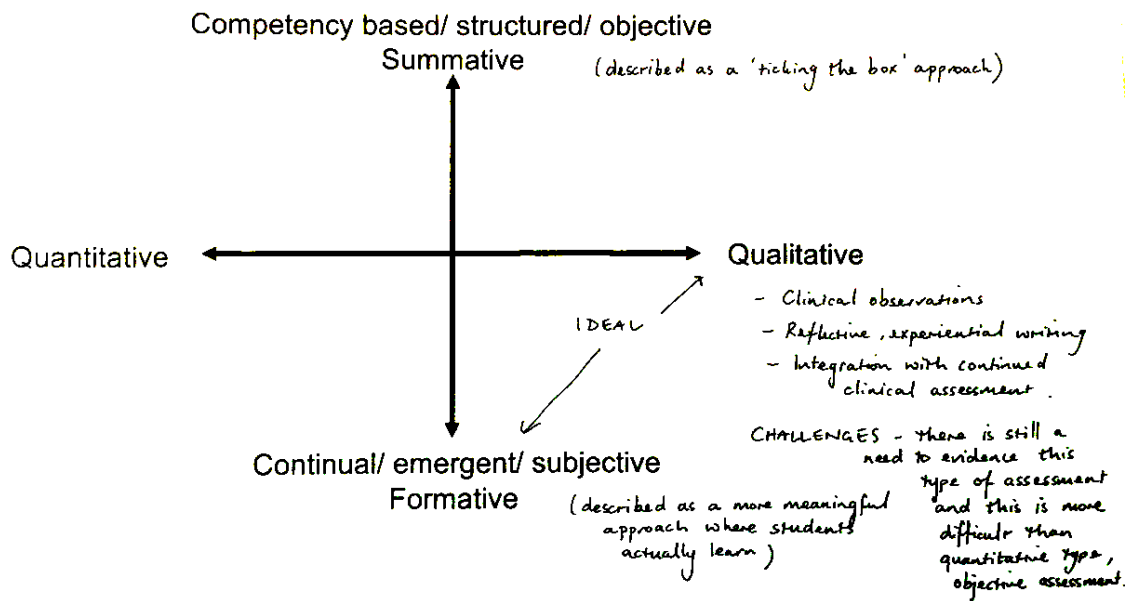 Competency based/ structured/ objective
Summative
(described as a 'ticking the box' approach)
Quantitative
Qualitative
- Clinical observations
- Reflective, experiential writing
- Integration with continued
clinical assessment.
IDEAL
Continual/ emergent/ subjective
Formative
(described as a more meaningful
approach where students
actually learn)
CHALLENGES - there is still a
need to evidence this
type of assessment
and this is more
difficult than
quantitative type,
objective assessment.